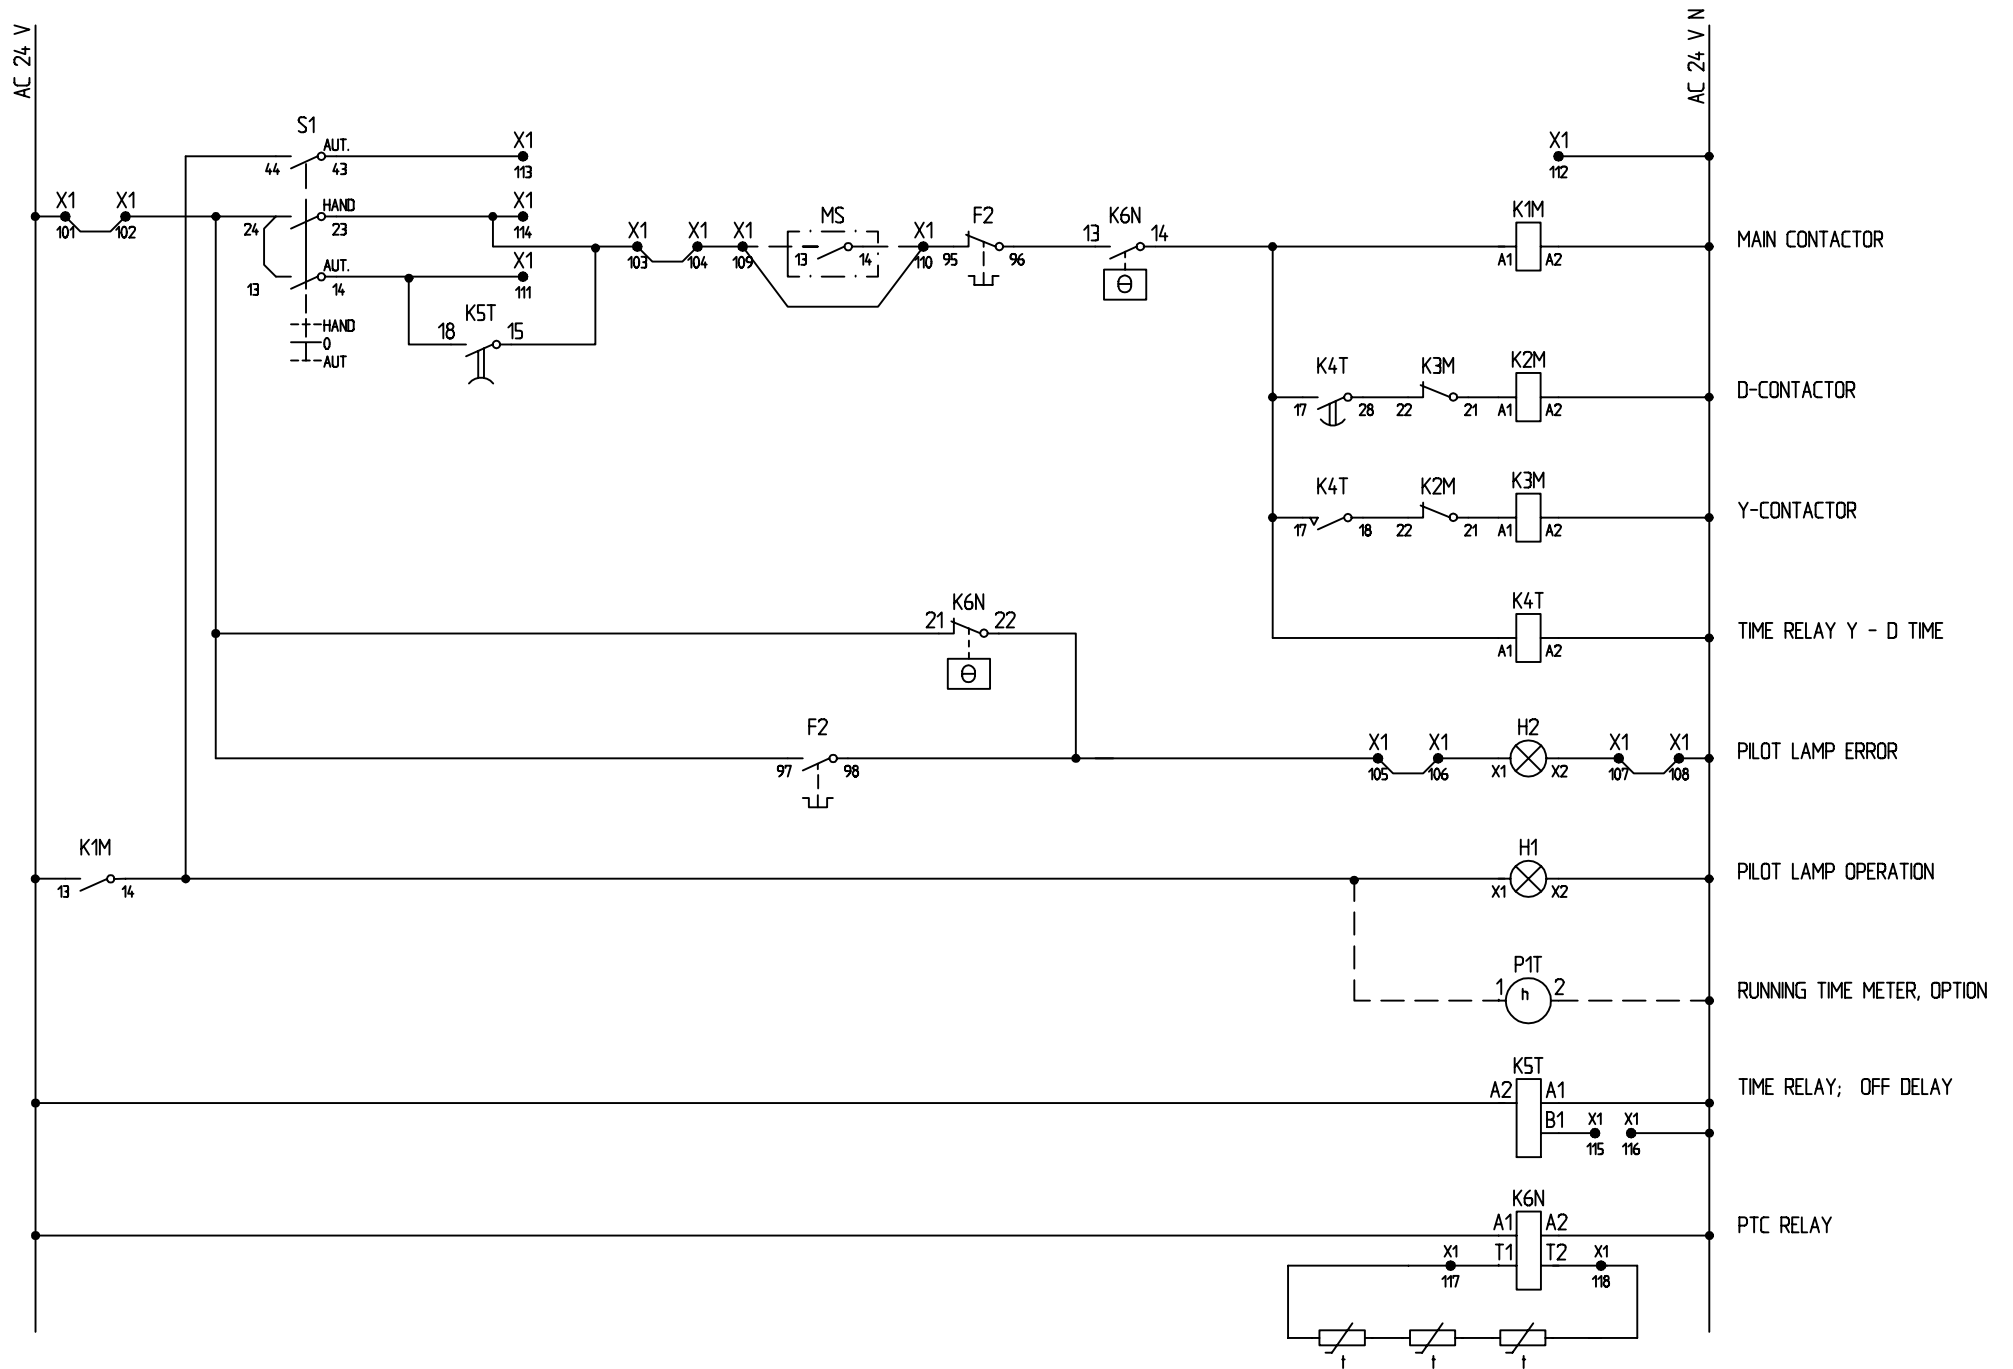 AC 24 V
AC 24 V N
S1
AUT.
44
43
X1
113
X1
112
X1
101
X1
102
HAND
24
23
X1
114
X1
103
X1
104
X1
109
MS
13
14
X1
110
F2
95
96
K6N
13
14
Θ
K1M
A1
A2
MAIN CONTACTOR
AUT.
13
14
X1
111
K5T
18
15
HAND
0
AUT
K4T
17
28
K3M
22
21
K2M
A1
A2
D-CONTACTOR
K4T
17
18
K2M
22
21
K3M
A1
A2
Y-CONTACTOR
K6N
21
22
Θ
K4T
A1
A2
TIME RELAY Y - D TIME
F2
97
98
X1
105
X1
106
H2
X1
X2
X1
107
X1
108
PILOT LAMP ERROR
K1M
13
14
H1
X1
X2
PILOT LAMP OPERATION
P1T
1
h
2
RUNNING TIME METER, OPTION
K5T
A2
A1
B1
X1
115
X1
116
TIME RELAY; OFF DELAY
K6N
A1
A2
T1
T2
X1
117
X1
118
PTC RELAY
t
t
t